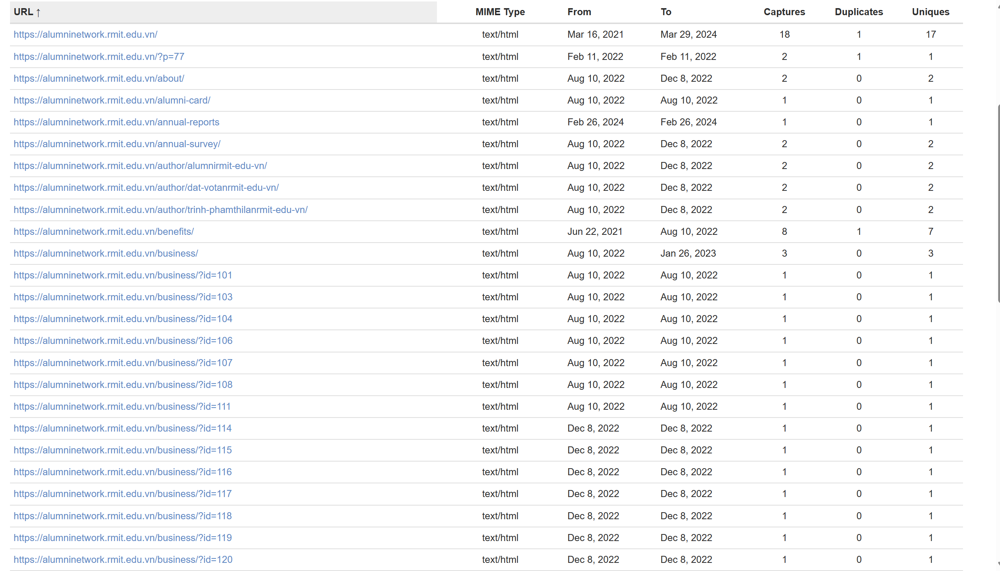 URL ↑ MIME Type From To Captures Duplicates Uniques
https://alumninetwork.rmit.edu.vn/ text/html Mar 16, 2021 Mar 29, 2024 18 1 17
https://alumninetwork.rmit.edu.vn/?p=77 text/html Feb 11, 2022 Feb 11, 2022 2 1 1
https://alumninetwork.rmit.edu.vn/about/ text/html Aug 10, 2022 Dec 8, 2022 2 0 2
https://alumninetwork.rmit.edu.vn/alumni-card/ text/html Aug 10, 2022 Aug 10, 2022 1 0 1
https://alumninetwork.rmit.edu.vn/annual-reports text/html Feb 26, 2024 Feb 26, 2024 1 0 1
https://alumninetwork.rmit.edu.vn/annual-survey/ text/html Aug 10, 2022 Dec 8, 2022 2 0 2
https://alumninetwork.rmit.edu.vn/author/alumnirmit-edu-vn/ text/html Aug 10, 2022 Dec 8, 2022 2 0 2
https://alumninetwork.rmit.edu.vn/author/dat-votanrmit-edu-vn/ text/html Aug 10, 2022 Dec 8, 2022 2 0 2
https://alumninetwork.rmit.edu.vn/author/trinh-phamthilanrmit-edu-vn/ text/html Aug 10, 2022 Dec 8, 2022 2 0 2
https://alumninetwork.rmit.edu.vn/benefits/ text/html Jun 22, 2021 Aug 10, 2022 8 1 7
https://alumninetwork.rmit.edu.vn/business/ text/html Aug 10, 2022 Jan 26, 2023 3 0 3
https://alumninetwork.rmit.edu.vn/business/?id=101 text/html Aug 10, 2022 Aug 10, 2022 1 0 1
https://alumninetwork.rmit.edu.vn/business/?id=103 text/html Aug 10, 2022 Aug 10, 2022 1 0 1
https://alumninetwork.rmit.edu.vn/business/?id=104 text/html Aug 10, 2022 Aug 10, 2022 1 0 1
https://alumninetwork.rmit.edu.vn/business/?id=106 text/html Aug 10, 2022 Aug 10, 2022 1 0 1
https://alumninetwork.rmit.edu.vn/business/?id=107 text/html Aug 10, 2022 Aug 10, 2022 1 0 1
https://alumninetwork.rmit.edu.vn/business/?id=108 text/html Aug 10, 2022 Aug 10, 2022 1 0 1
https://alumninetwork.rmit.edu.vn/business/?id=111 text/html Aug 10, 2022 Aug 10, 2022 1 0 1
https://alumninetwork.rmit.edu.vn/business/?id=114 text/html Dec 8, 2022 Dec 8, 2022 1 0 1
https://alumninetwork.rmit.edu.vn/business/?id=115 text/html Dec 8, 2022 Dec 8, 2022 1 0 1
https://alumninetwork.rmit.edu.vn/business/?id=116 text/html Dec 8, 2022 Dec 8, 2022 1 0 1
https://alumninetwork.rmit.edu.vn/business/?id=117 text/html Dec 8, 2022 Dec 8, 2022 1 0 1
https://alumninetwork.rmit.edu.vn/business/?id=118 text/html Dec 8, 2022 Dec 8, 2022 1 0 1
https://alumninetwork.rmit.edu.vn/business/?id=119 text/html Dec 8, 2022 Dec 8, 2022 1 0 1
https://alumninetwork.rmit.edu.vn/business/?id=120 text/html Dec 8, 2022 Dec 8, 2022 1 0 1